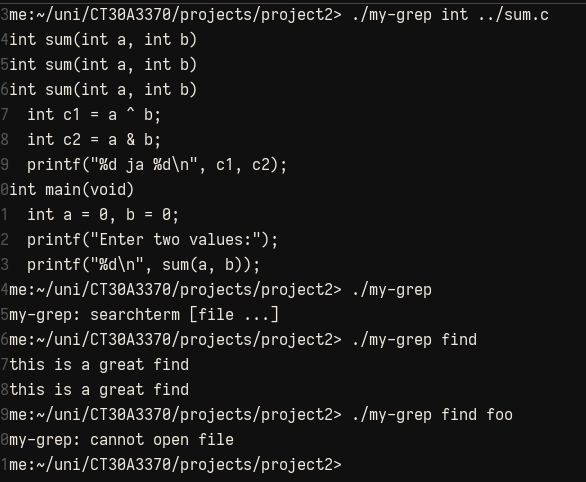 3me:~/uni/CT30A3370/projects/project2> ./my-grep int ../sum.c
4int sum(int a, int b)
5int sum(int a, int b)
6int sum(int a, int b)
7  int c1 = a ^ b;
8  int c2 = a & b;
9  printf("%d ja %d\n", c1, c2);
0int main(void)
1  int a = 0, b = 0;
2  printf("Enter two values:");
3  printf("%d\n", sum(a, b));
4me:~/uni/CT30A3370/projects/project2> ./my-grep
5my-grep: searchterm [file ...]
6me:~/uni/CT30A3370/projects/project2> ./my-grep find
7this is a great find
8this is a great find
9me:~/uni/CT30A3370/projects/project2> ./my-grep find foo
0my-grep: cannot open file
1me:~/uni/CT30A3370/projects/project2>